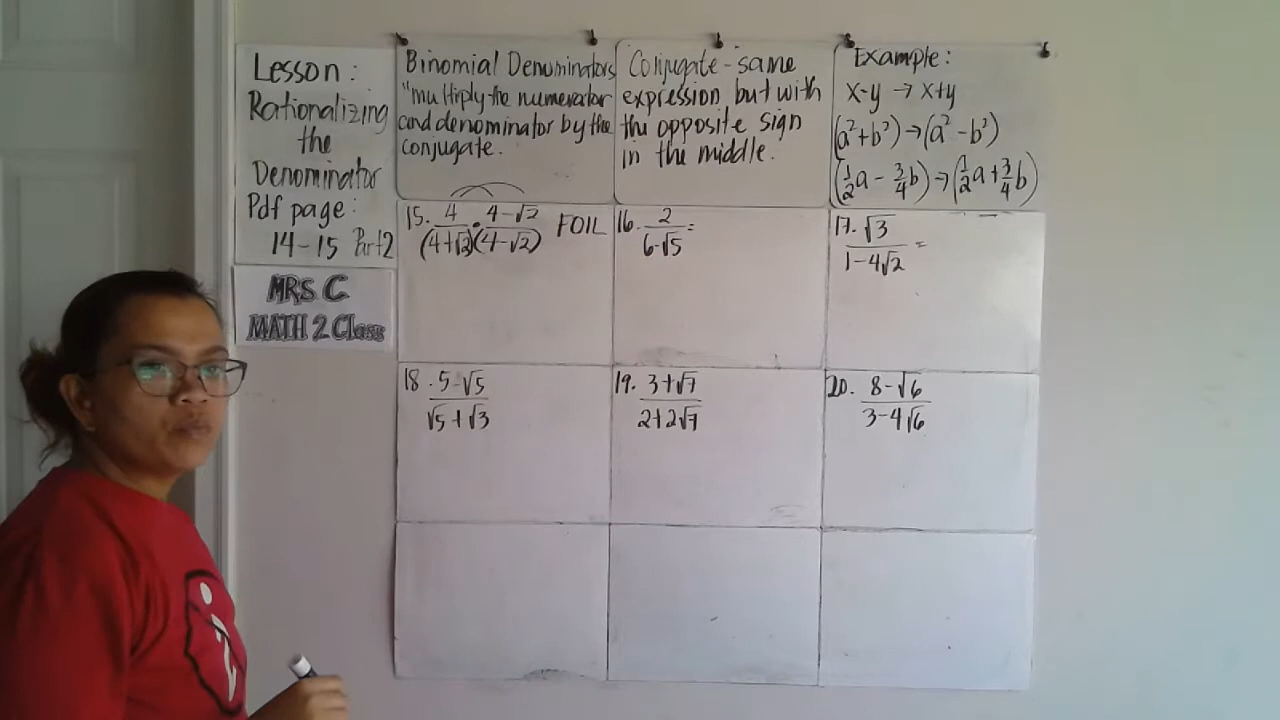 Lesson:
Rationalizing
the
Denominator
Pdf page:
14-15 Part 2
MRS C
MATH 2 Class
Binomial Denominators
"multiply the numerator
and denominator by the
conjugate.
Conjugate - same
expression but with
the opposite sign
in the middle.
Example:
x-y → x+y
(a²+b²) → (a²-b²)
(1/2a - 3/4b) → (1/2a + 3/4b)
15. 4/(4+√2) • 4-√2/(4-√2) FOIL
16. 2/6-√5 =
17. √3/1-4√2 =
18. 5-√5/√5+√3
19. 3+√7/2+2√7
20. 8-√6/3-4√6